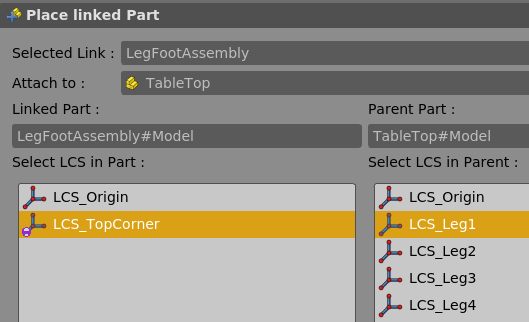 Place linked Part
Selected Link : LegFootAssembly
Attach to : TableTop
Linked Part : Parent Part :
LegFootAssembly#Model TableTop#Model
Select LCS in Part : Select LCS in Parent :
LCS_Origin LCS_Origin
LCS_TopCorner LCS_Leg1
LCS_Leg2
LCS_Leg3
LCS_Leg4